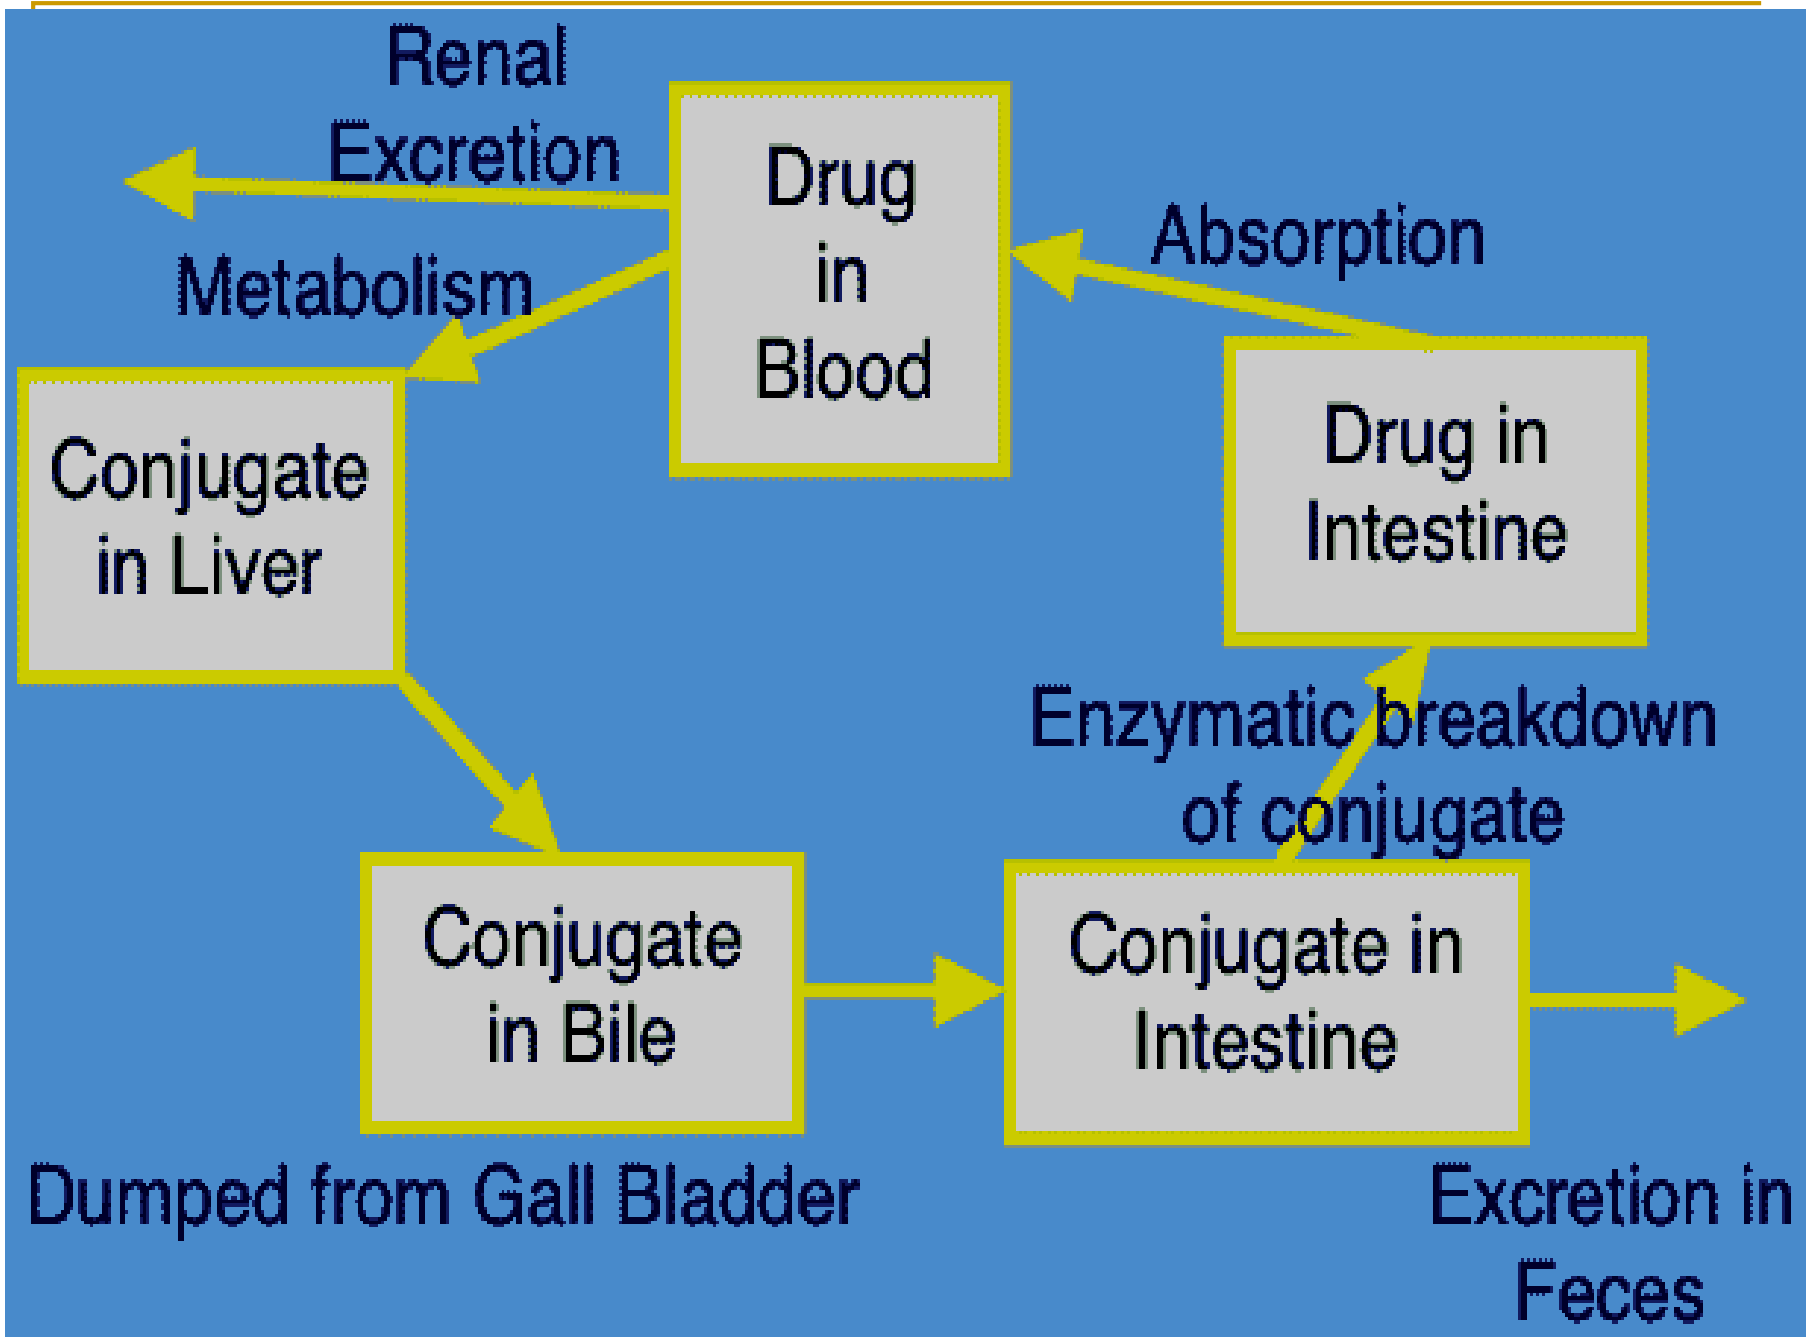 Renal
Excretion
Drug
in
Blood
Absorption
Metabolism
Conjugate
in Liver
Drug in
Intestine
Enzymatic breakdown
of conjugate
Conjugate
in Bile
Conjugate in
Intestine
Dumped from Gall Bladder
Excretion in
Feces